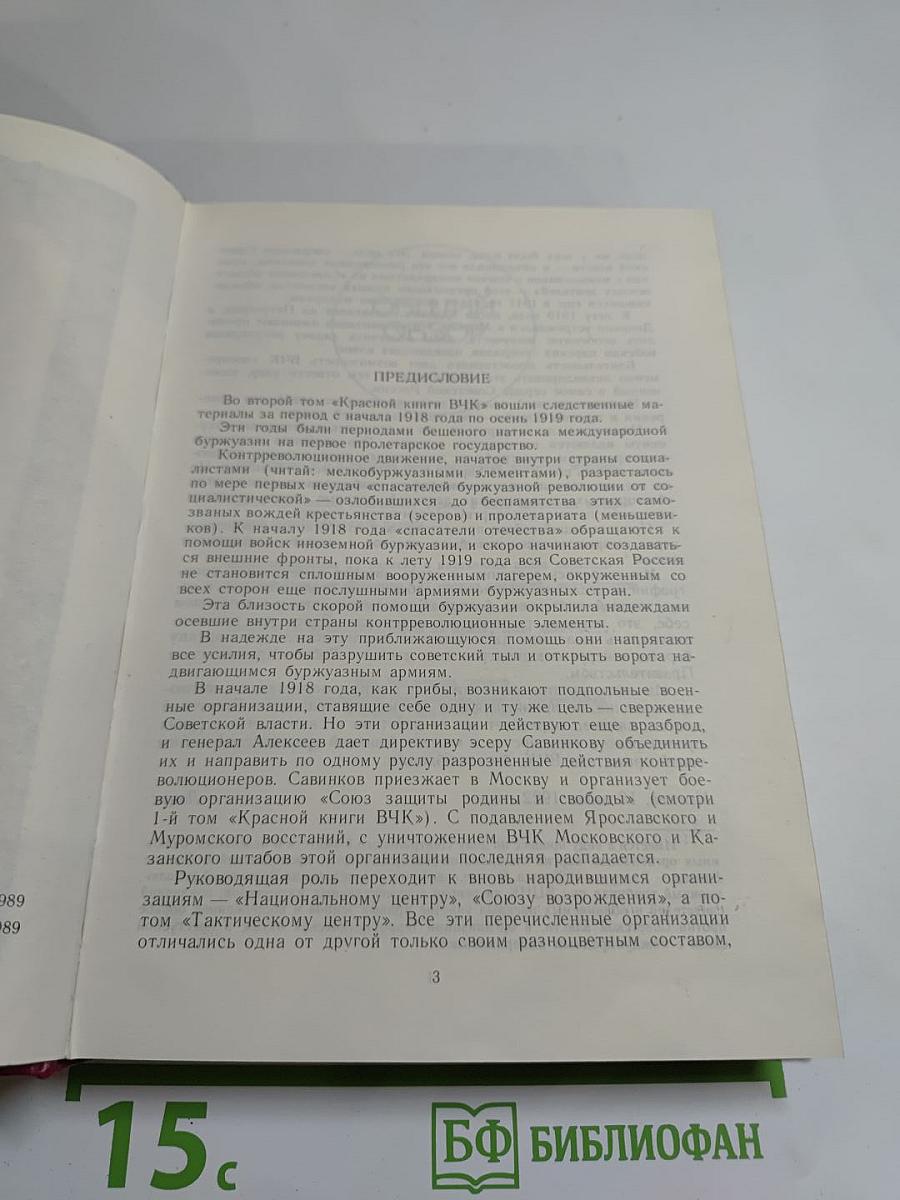 ПРЕДИСЛОВИЕ
Во второй том «Красной книги ВЧК» вошли следственные ма-
териалы за период с начала 1918 года по осень 1919 года.
Эти годы были периодами бешеного натиска международной
буржуазии на первое пролетарское государство.
Контрреволюционное движение, начатое внутри страны социа-
листами (читай: мелкобуржуазными элементами), разрасталось
по мере первых неудач «спасателей буржуазной революции от со-
циалистической» — озлобившихся до беспамятства этих само-
званых вождей крестьянства (эсеров) и пролетариата (меньшеви-
ков). К началу 1918 года «спасатели отечества» обращаются к
помощи войск иноземной буржуазии, и скоро начинают создавать-
ся внешние фронты, пока к лету 1919 года вся Советская Россия
не становится сплошным вооруженным лагерем, окруженным со
всех сторон еще послушными армиями буржуазных стран.
Эта близость скорой помощи буржуазии окрылила надеждами
осевшие внутри страны контрреволюционные элементы.
В надежде на эту приближающуюся помощь они напрягают
все усилия, чтобы разрушить советский тыл и открыть ворота на-
двигающимся буржуазным армиям.
В начале 1918 года, как грибы, возникают подпольные воен-
ные организации, ставящие себе одну и ту же цель — свержение
Советской власти. Но эти организации действуют еще вразброд,
и генерал Алексеев дает директиву эсеру Савинкову объединить
их и направить по одному руслу разрозненные действия контрре-
волюционеров. Савинков приезжает в Москву и организует бое-
вую организацию «Союз защиты родины и свободы» (смотри
1-й том «Красной книги ВЧК»). С подавлением Ярославского и
Муромского восстаний, с уничтожением ВЧК Московского и Ка-
занского штабов этой организации последняя распадается.
Руководящая роль переходит к вновь народившимся органи-
зациям — «Национальному центру», «Союзу возрождения», а по-
том «Тактическому центру». Все эти перечисленные организации
отличались одна от другой только своим разноцветным составом,
3
989
989
15 с
БФ БИБЛИОФАН